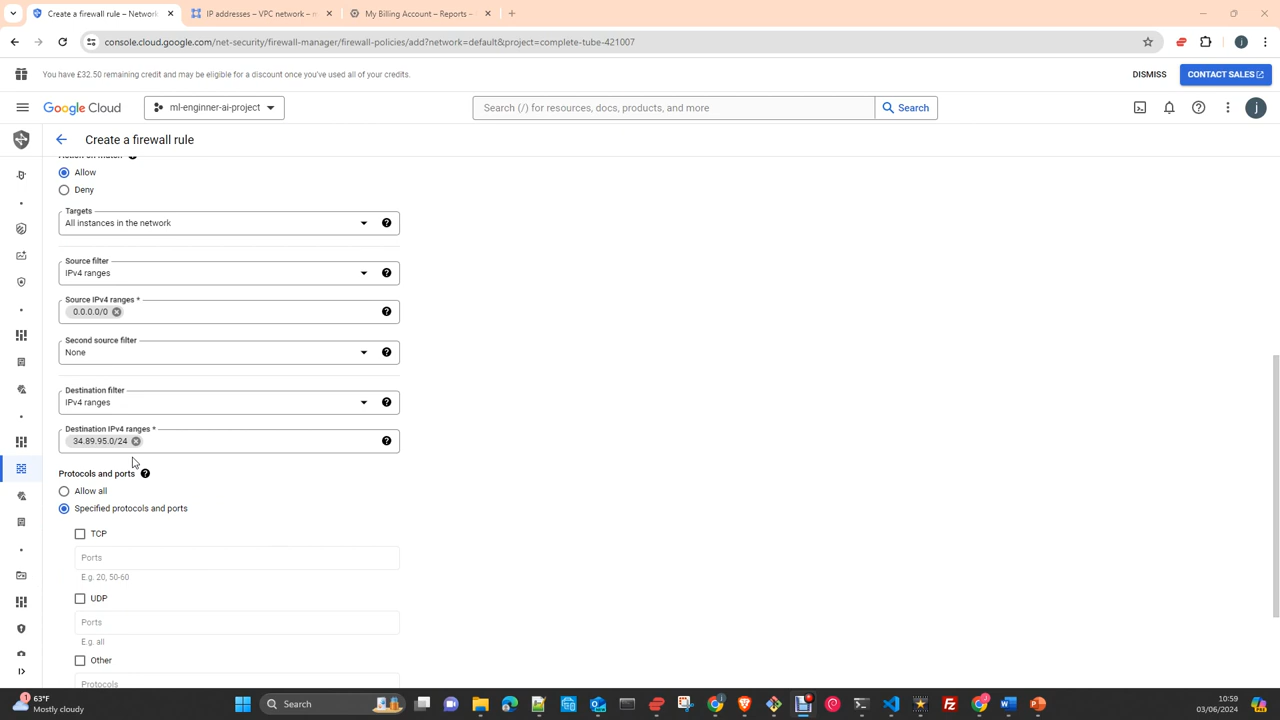 Create a firewall rule – Network
IP addresses – VPC network – m
My Billing Account – Reports –
console.cloud.google.com/net-security/firewall-manager/firewall-policies/add?network=default&project=complete-tube-421007
j
You have £32.50 remaining credit and may be eligible for a discount once you've used all of your credits.
DISMISS
CONTACT SALES
Google Cloud
ml-enginner-ai-project
Search (/) for resources, docs, products, and more
Search
j
Create a firewall rule
Action on match
Allow
Deny
Targets
All instances in the network
Source filter
IPv4 ranges
Source IPv4 ranges *
0.0.0.0/0
Second source filter
None
Destination filter
IPv4 ranges
Destination IPv4 ranges *
34.89.95.0/24
Protocols and ports
Allow all
Specified protocols and ports
TCP
Ports
E.g. 20, 50-60
UDP
Ports
E.g. all
Other
Protocols
1
63°F
Mostly cloudy
Search
10:59
03/06/2024